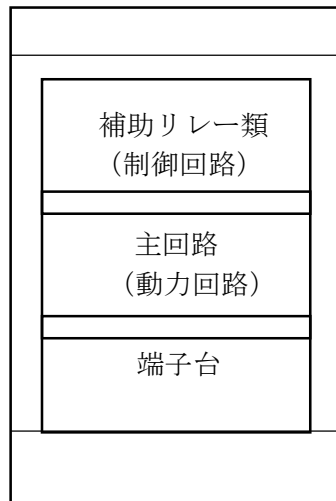 補助リレー類
（制御回路）
主回路
（動力回路）
端子台